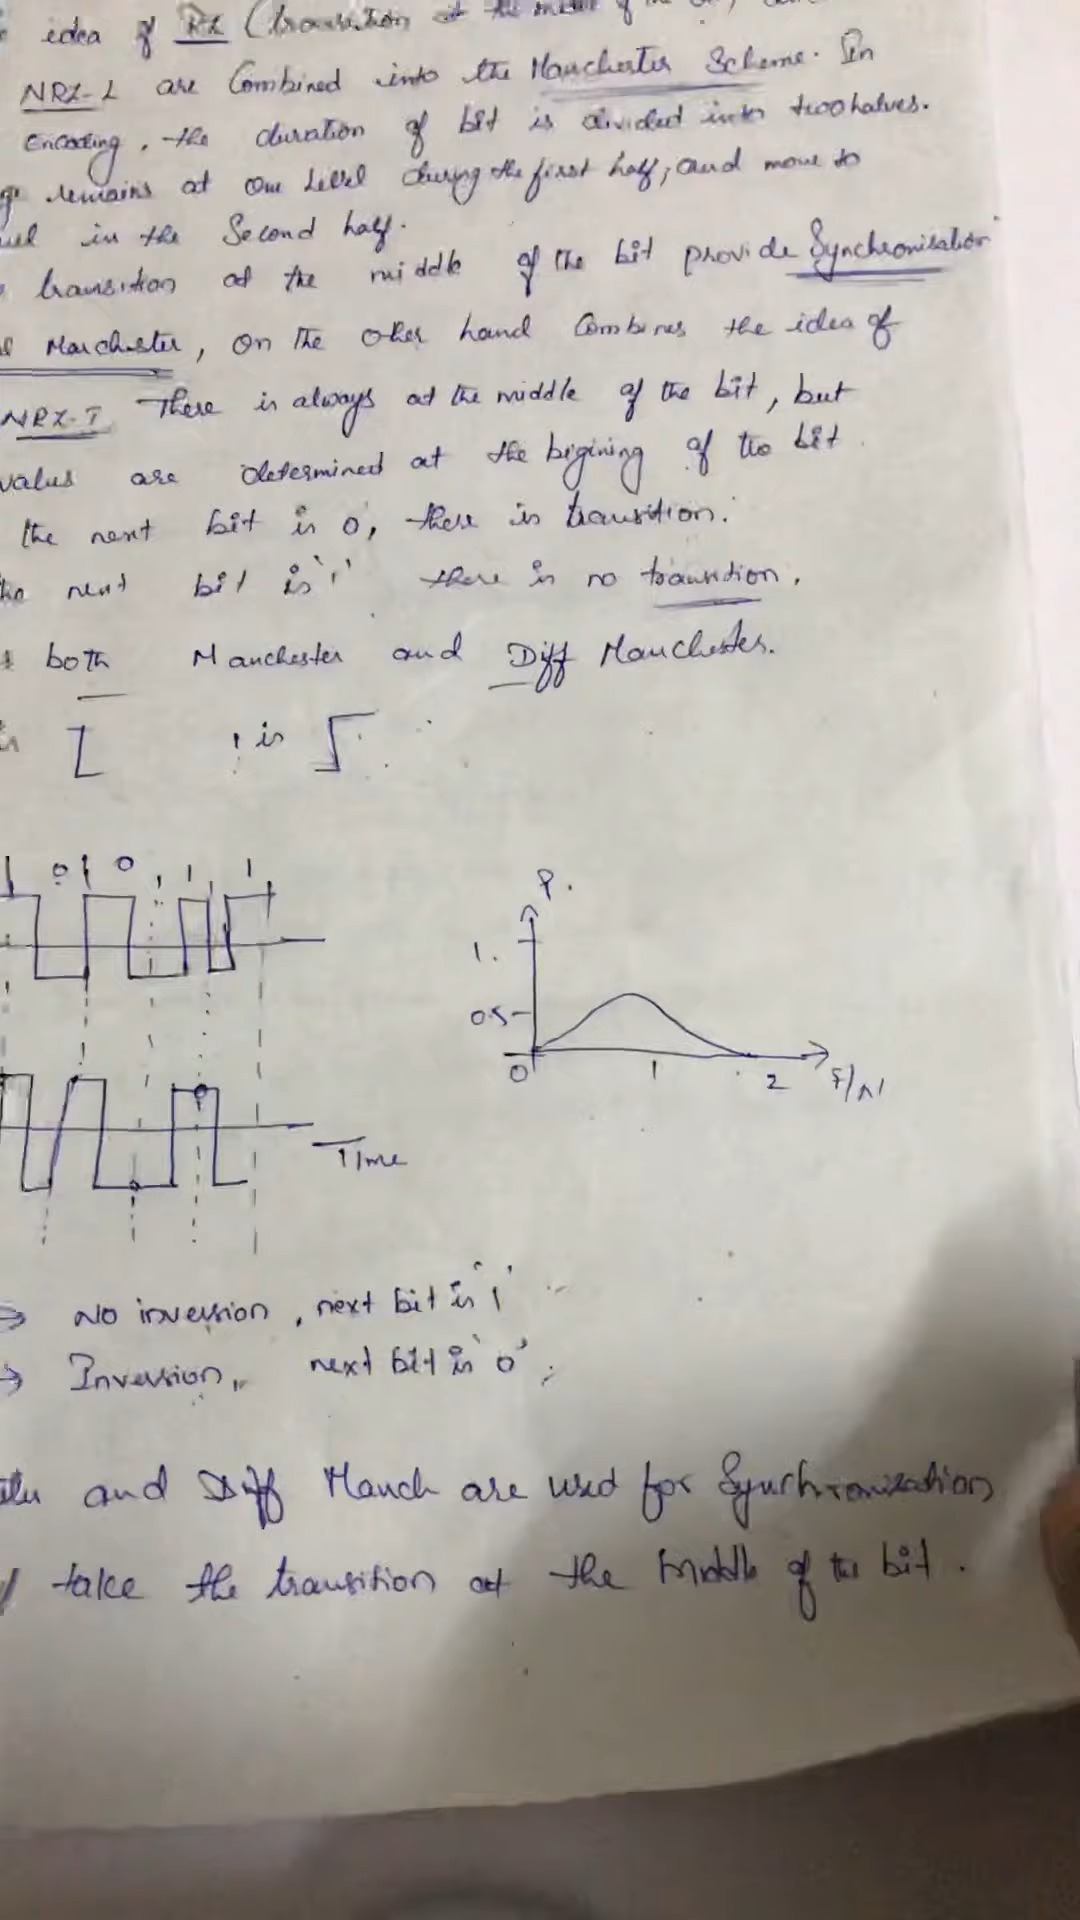 idea of RZ (transition at the middle of the
NRZ-L are Combined into the Manchester Scheme. In
Encoding, the duration of bit is divided into two halves.
remains at one level during the first half, and move to
in the Second half.
transition at the middle of the bit provide Synchronisation
Manchester, on the other hand Combines the idea of
NRZ-I There is always at the middle of the bit, but
value are determined at the bigining of the bit.
the next bit is 0, there is transition.
next bit is '1' there is no transition.
both Manchester and Diff Manchester.
1 is
0 0 1 1
P.
1.
0.5
0 1 2 F/N
Time
→ No inversion, next bit is '1'
→ Inversion, next bit is '0'
and Diff Manch are used for Synchronization
take the transition at the middle of the bit.